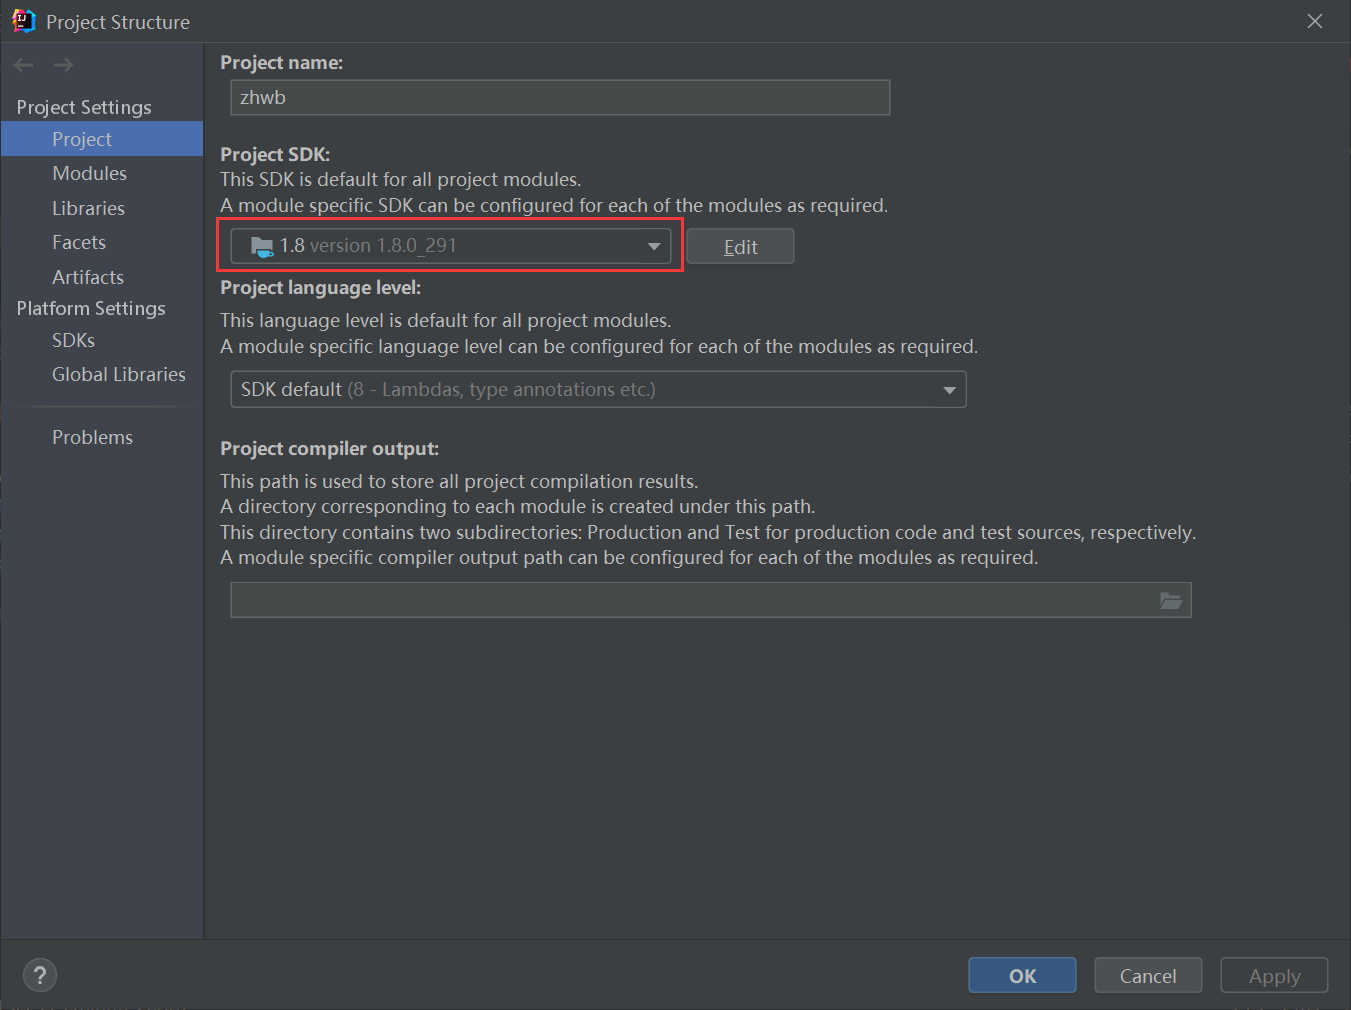 Project Structure
Project Settings
Project
Modules
Libraries
Facets
Artifacts
Platform Settings
SDKs
Global Libraries
Problems
Project name:
zhwb
Project SDK:
This SDK is default for all project modules.
A module specific SDK can be configured for each of the modules as required.
1.8 version 1.8.0_291
Edit
Project language level:
This language level is default for all project modules.
A module specific language level can be configured for each of the modules as required.
SDK default (8 - Lambdas, type annotations etc.)
Project compiler output:
This path is used to store all project compilation results.
A directory corresponding to each module is created under this path.
This directory contains two subdirectories: Production and Test for production code and test sources, respectively.
A module specific compiler output path can be configured for each of the modules as required.
?
OK
Cancel
Apply